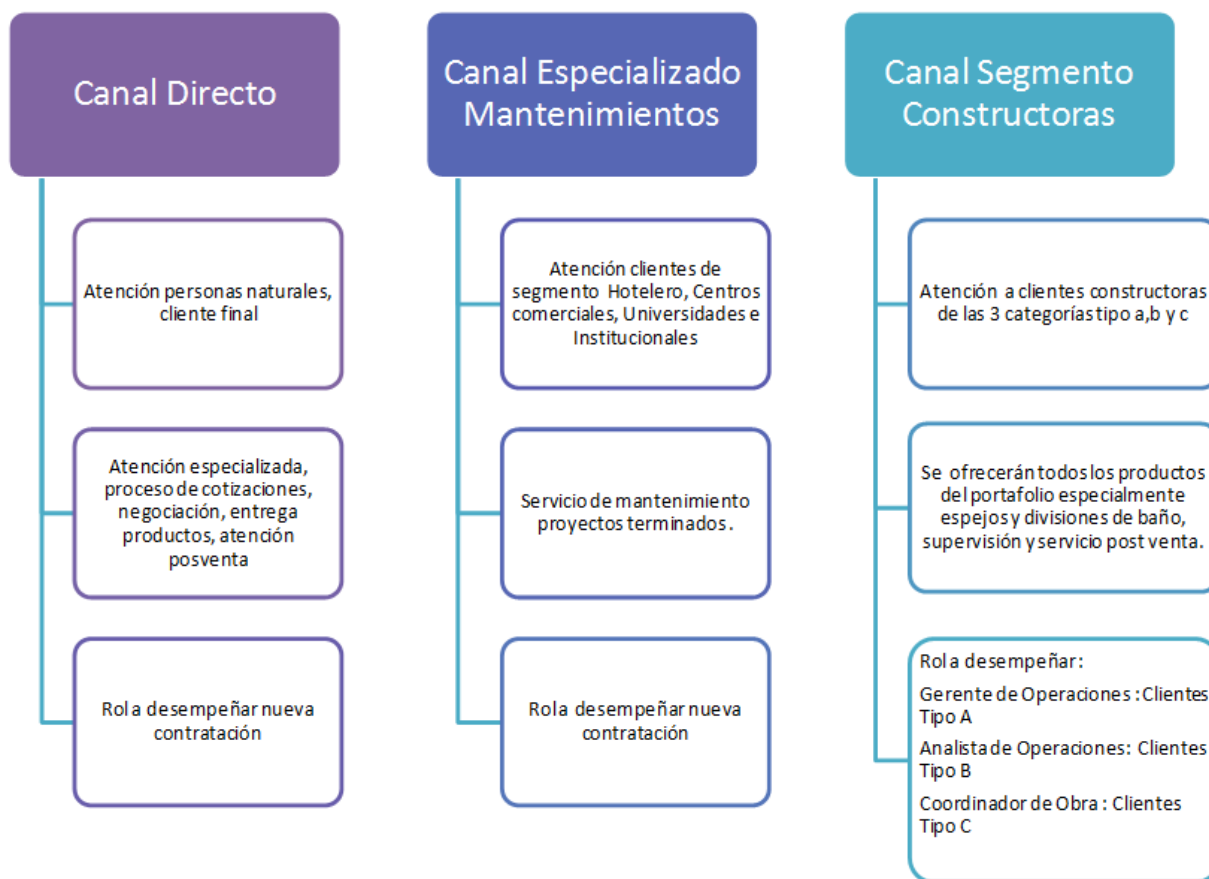 Canal Directo
Atención personas naturales,
cliente final
Atención especializada,
proceso de cotizaciones,
negociación, entrega
productos, atención
posventa
Rol a desempeñar nueva
contratación
Canal Especializado
Mantenimientos
Atención clientes de
segmento Hotelero, Centros
comerciales, Universidades e
Institucionales
Servicio de mantenimiento
proyectos terminados.
Rol a desempeñar nueva
contratación
Canal Segmento
Constructoras
Atención a clientes constructoras
de las 3 categorías tipo a,b y c
Se ofrecerán todos los productos
del portafolio especialmente
espejos y divisiones de baño,
supervisión y servicio post venta.
Rol a desempeñar:
Gerente de Operaciones :Clientes
Tipo A
Analista de Operaciones: Clientes
Tipo B
Coordinador de Obra : Clientes
Tipo C